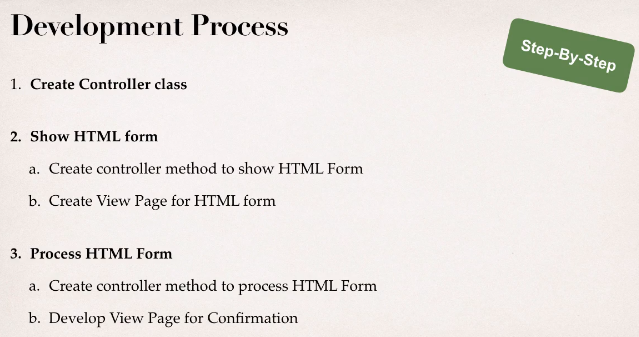 Development Process
Step-By-Step
1. Create Controller class
2. Show HTML form
a. Create controller method to show HTML Form
b. Create View Page for HTML form
3. Process HTML Form
a. Create controller method to process HTML Form
b. Develop View Page for Confirmation